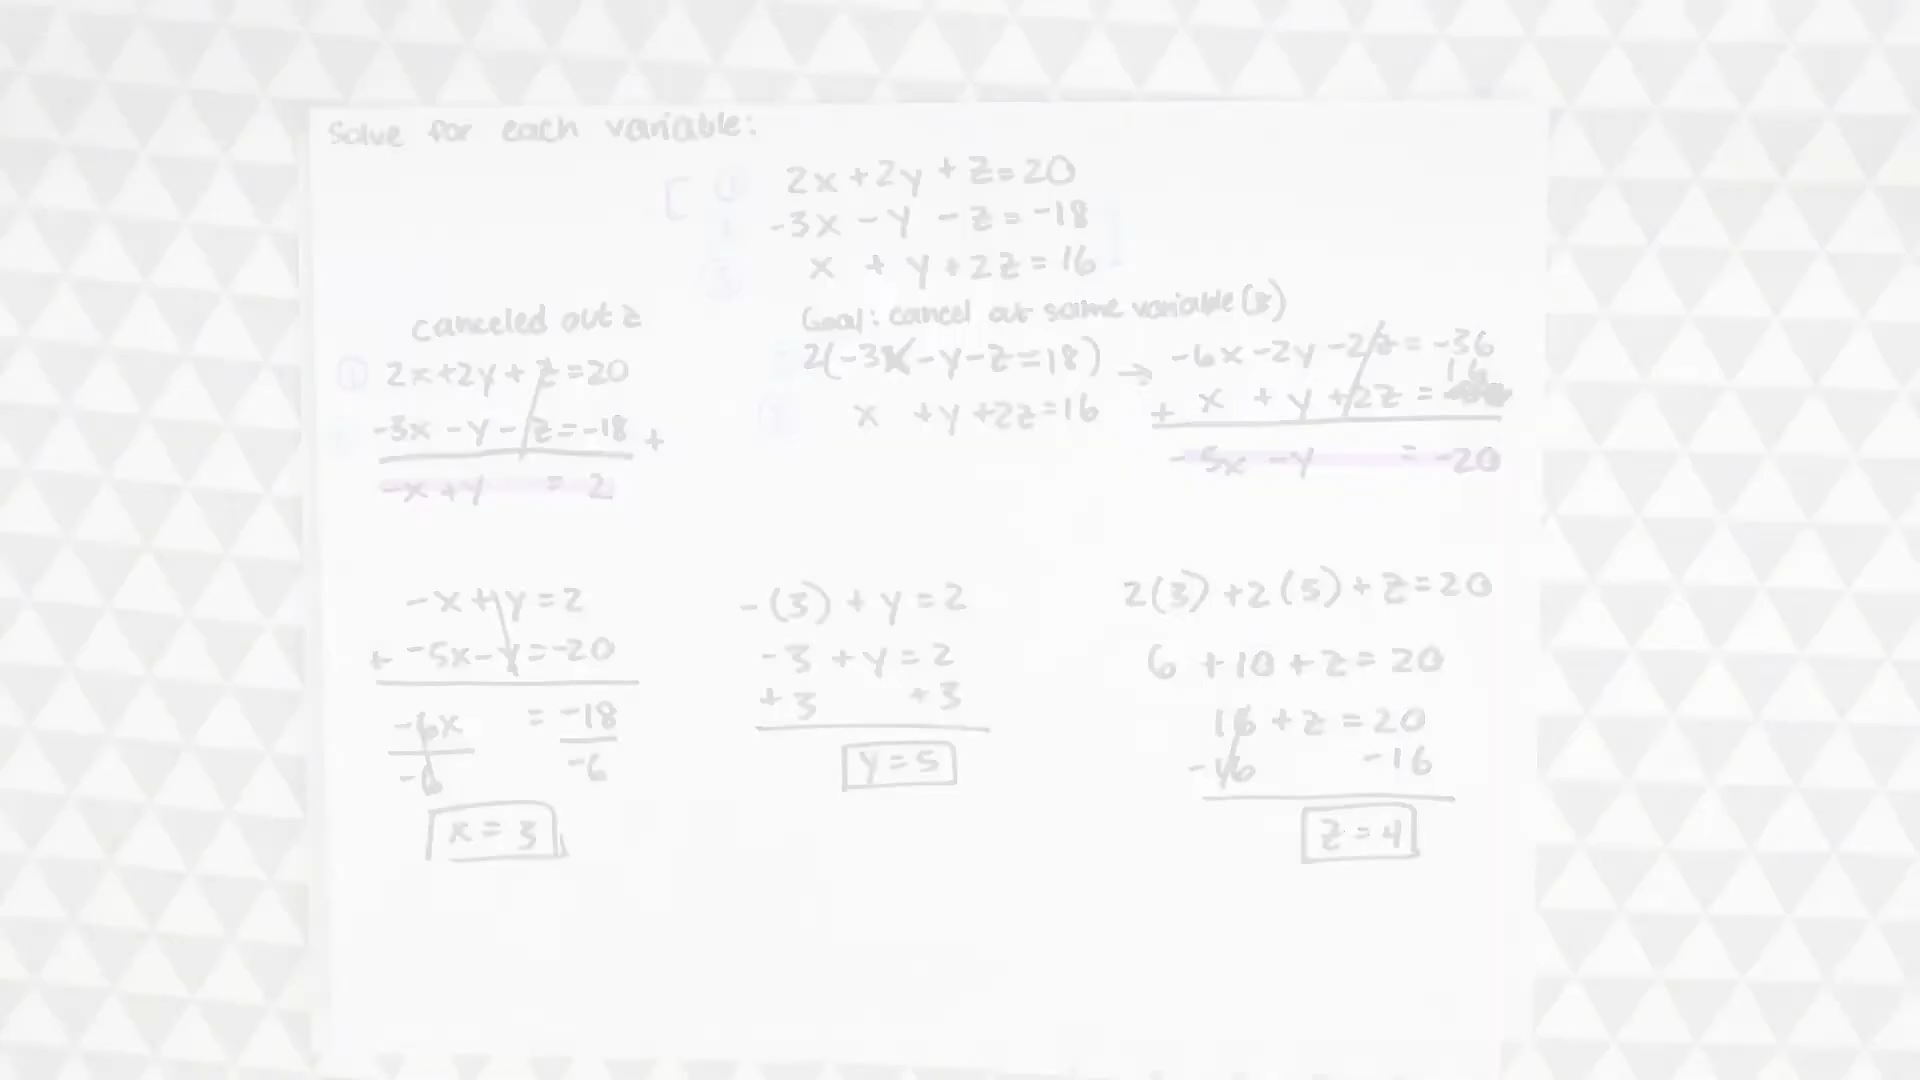 Solve for each variable:
① 2x + 2y + z = 20
-3x - y - z = -18
③ x + y + 2z = 16
canceled out z
① 2x+2y+z=20
-3x-y-z=-18 +
-x+y = 2
Goal: cancel out same variable (z)
2(-3x-y-z=18) →
x +y+2z=16
-6x-2y-2z=-36
16
+ x + y +2z =
-5x -y = -20
-x+y=2
+ -5x-y=-20
-6x = -18
-6 -6
x = 3
-(3) + y = 2
-3 + y = 2
+3 +3
y = 5
2(3) +2(5)+z=20
6 +10 + z = 20
16 + z = 20
-16 -16
z = 4